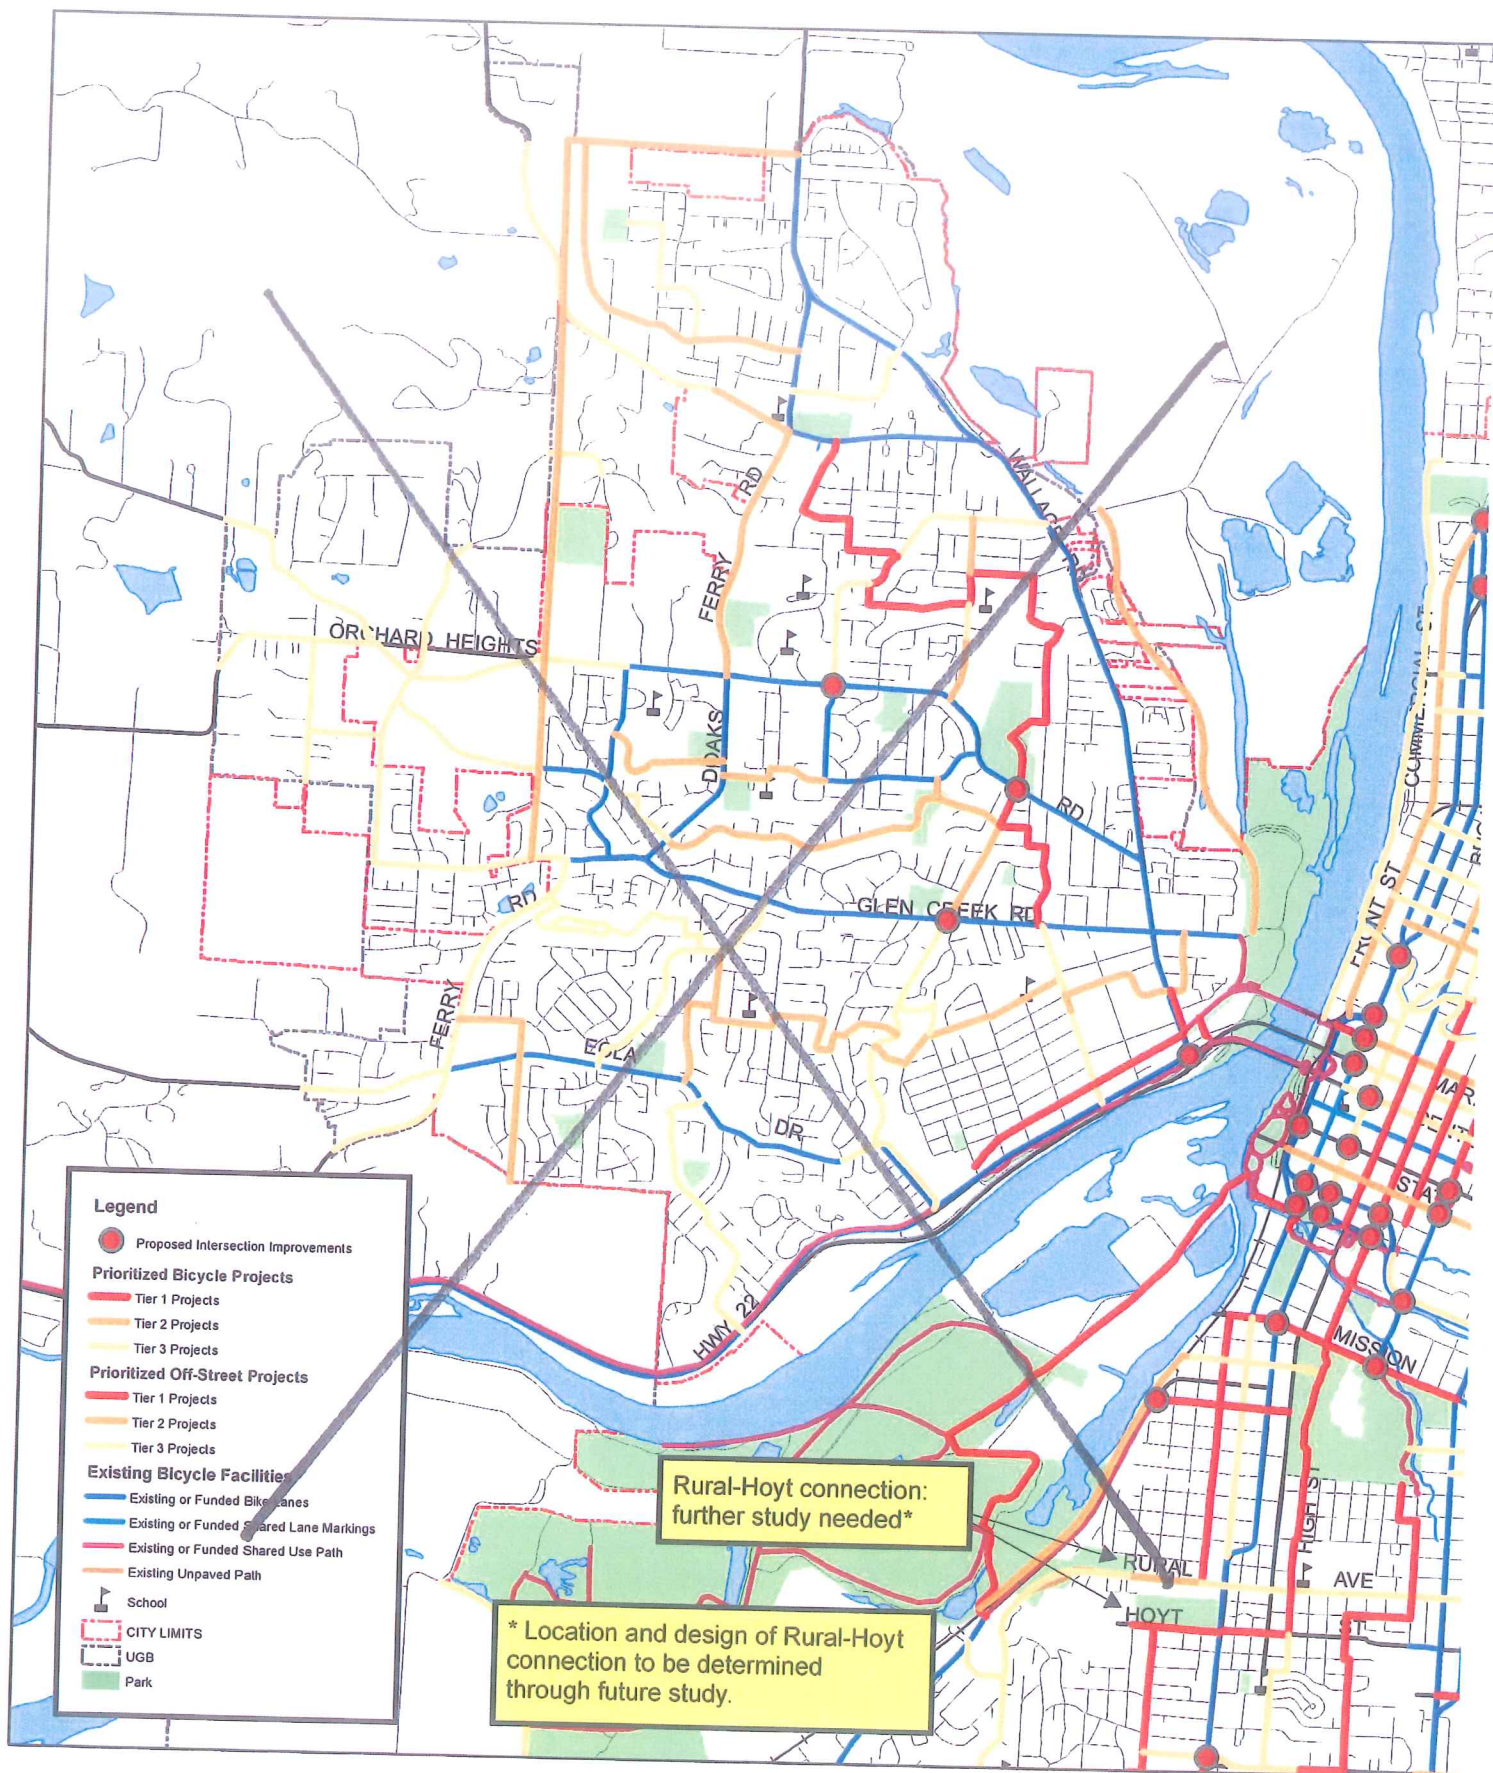 RD
FERRY
WALLACE RD
ORCHARD HEIGHTS
DOAKS
RD
COMMERCIAL ST
RD
GLEN CREEK RD
FRONT ST
FERRY
EOLA
DR
HWY 22
MISSION
HIGH ST
RURAL
AVE
HOYT
ST
Rural-Hoyt connection:
further study needed*
* Location and design of Rural-Hoyt
connection to be determined
through future study.
Legend
Proposed Intersection Improvements
Prioritized Bicycle Projects
Tier 1 Projects
Tier 2 Projects
Tier 3 Projects
Prioritized Off-Street Projects
Tier 1 Projects
Tier 2 Projects
Tier 3 Projects
Existing Bicycle Facilities
Existing or Funded Bike Lanes
Existing or Funded Shared Lane Markings
Existing or Funded Shared Use Path
Existing Unpaved Path
School
CITY LIMITS
UGB
Park